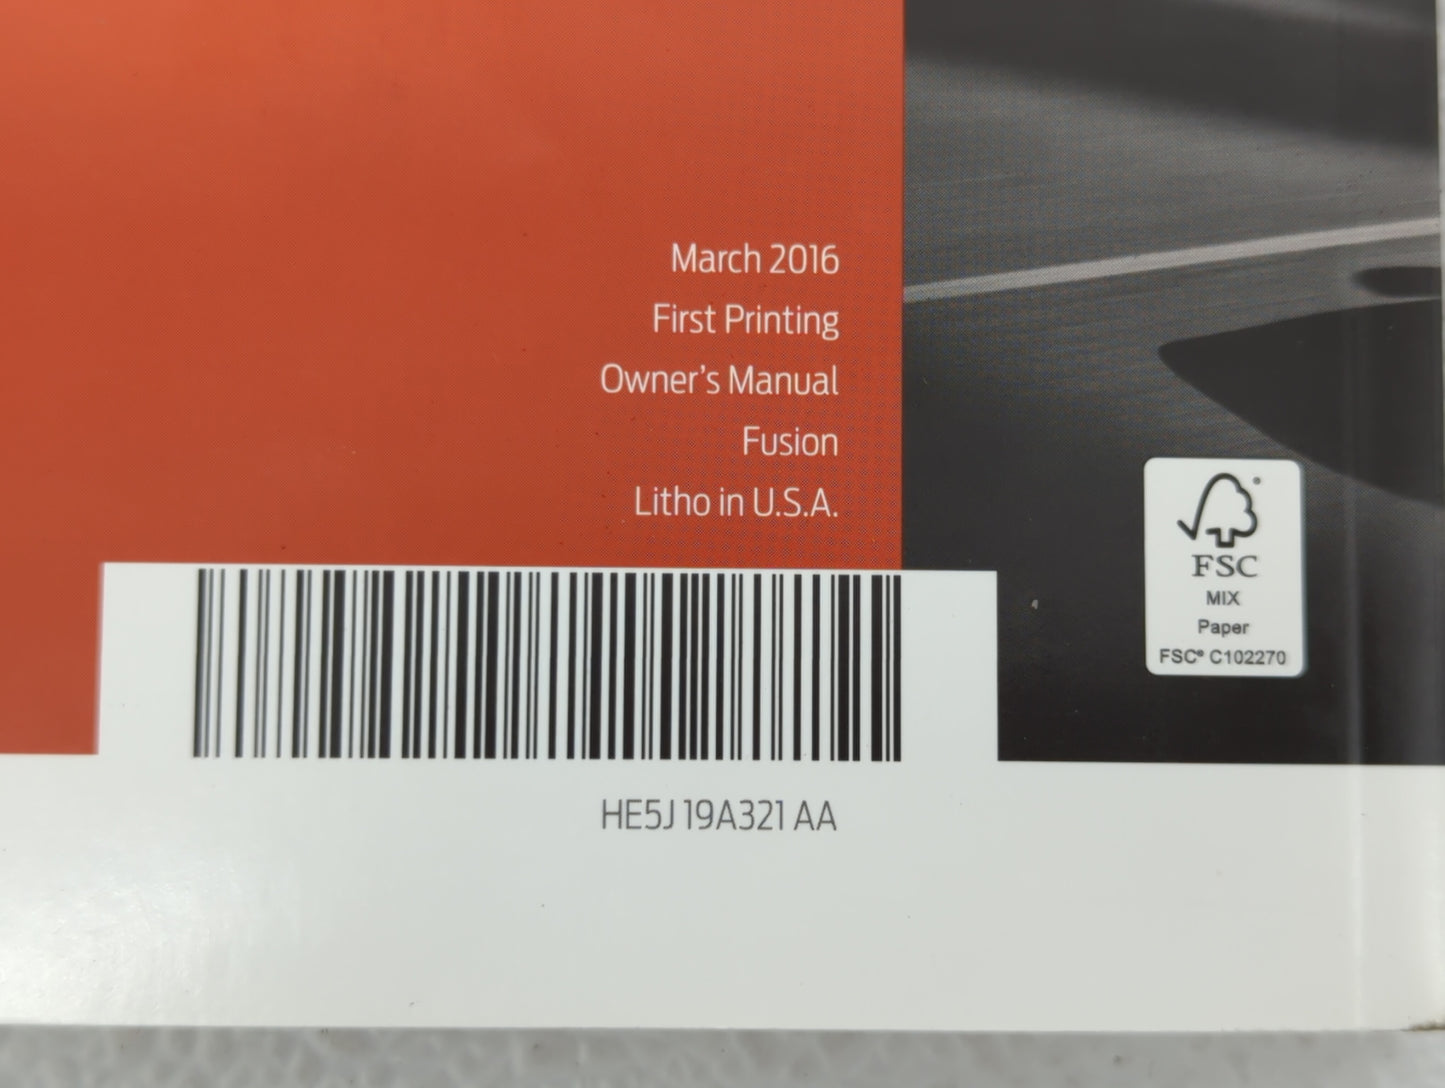 March 2016
First Printing
Owner's Manual
Fusion
Litho in U.S.A.
FSC
MIX
Paper
FSC® C102270
HE5J 19A321 AA